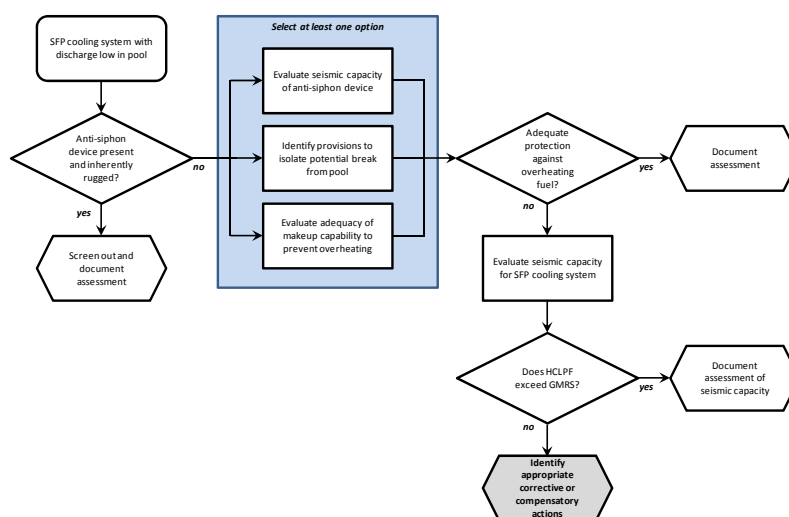 SFP cooling system with
discharge low in pool
Anti-siphon
device present
and inherently
rugged?
no
yes
Screen out and
document
assessment
Select at least one option
Evaluate seismic capacity
of anti-siphon device
Identify provisions to
isolate potential break
from pool
Evaluate adequacy of
makeup capability to
prevent overheating
Adequate
protection
against
overheating
fuel?
yes
no
Document
assessment
Evaluate seismic capacity
for SFP cooling system
Does HCLPF
exceed GMRS?
yes
no
Document
assessment of
seismic capacity
Identify
appropriate
corrective or
compensatory
actions